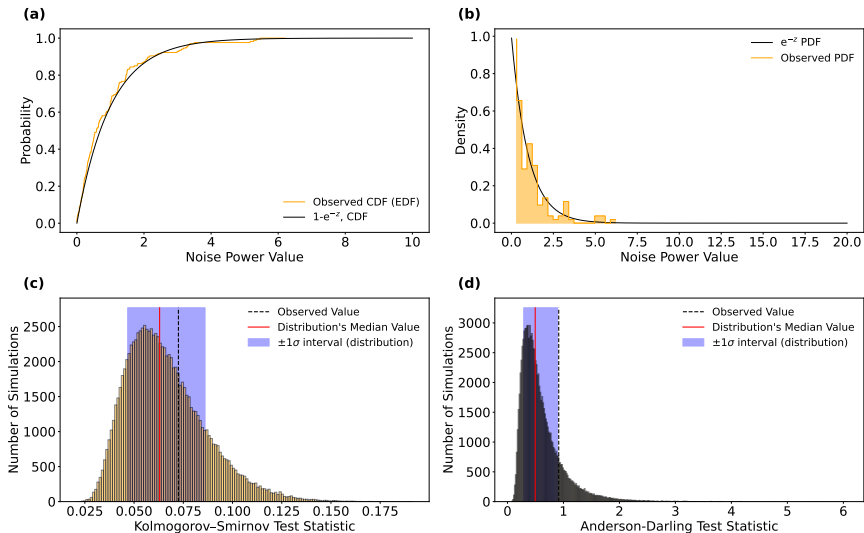 (a)
1.0
0.8
0.6
0.4
0.2
0.0
Probability
0
2
4
6
8
10
Noise Power Value
Observed CDF (EDF)
1-e⁻ᶻ, CDF
(b)
1.0
0.8
0.6
0.4
0.2
0.0
Density
0.0
2.5
5.0
7.5
10.0
12.5
15.0
17.5
20.0
Noise Power Value
e⁻ᶻ PDF
Observed PDF
(c)
2500
2000
1500
1000
500
0
Number of Simulations
0.025
0.050
0.075
0.100
0.125
0.150
0.175
Kolmogorov–Smirnov Test Statistic
Observed Value
Distribution's Median Value
±1σ interval (distribution)
(d)
3000
2500
2000
1500
1000
500
0
Number of Simulations
0
1
2
3
4
5
6
Anderson-Darling Test Statistic
Observed Value
Distribution's Median Value
±1σ interval (distribution)